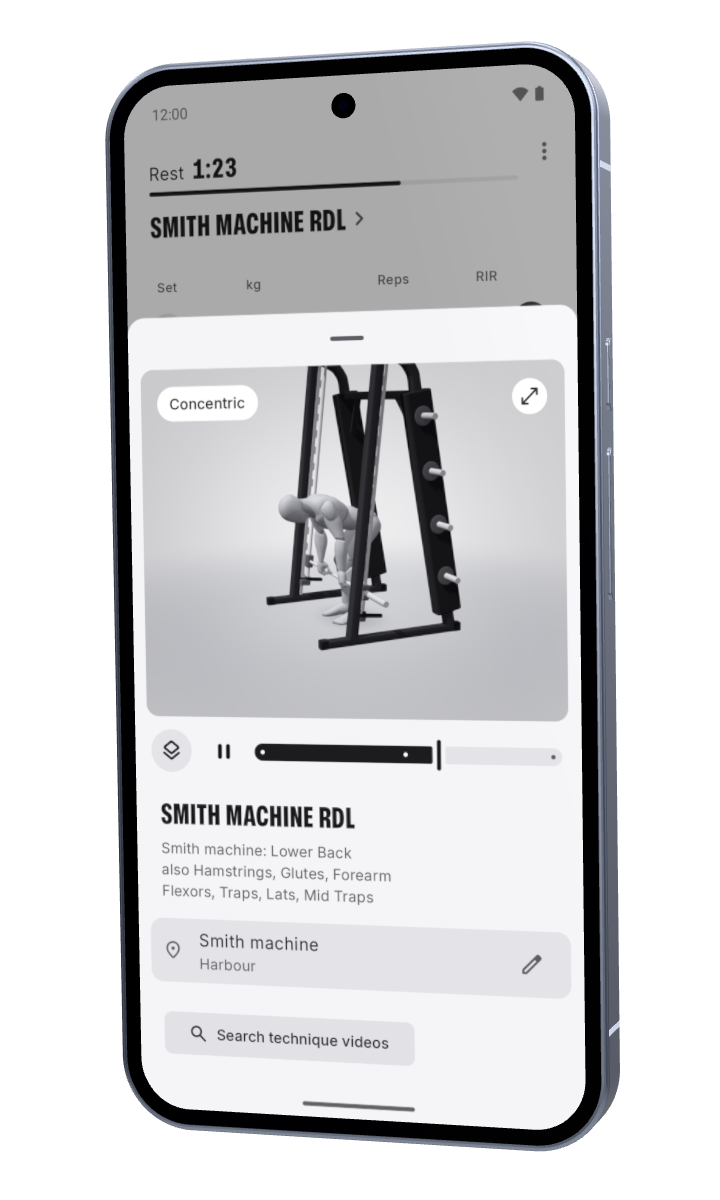 12:00
Rest 1:23
SMITH MACHINE RDL
Set kg Reps RIR
Concentric
SMITH MACHINE RDL
Smith machine: Lower Back
also Hamstrings, Glutes, Forearm
Flexors, Traps, Lats, Mid Traps
Smith machine
Harbour
Search technique videos